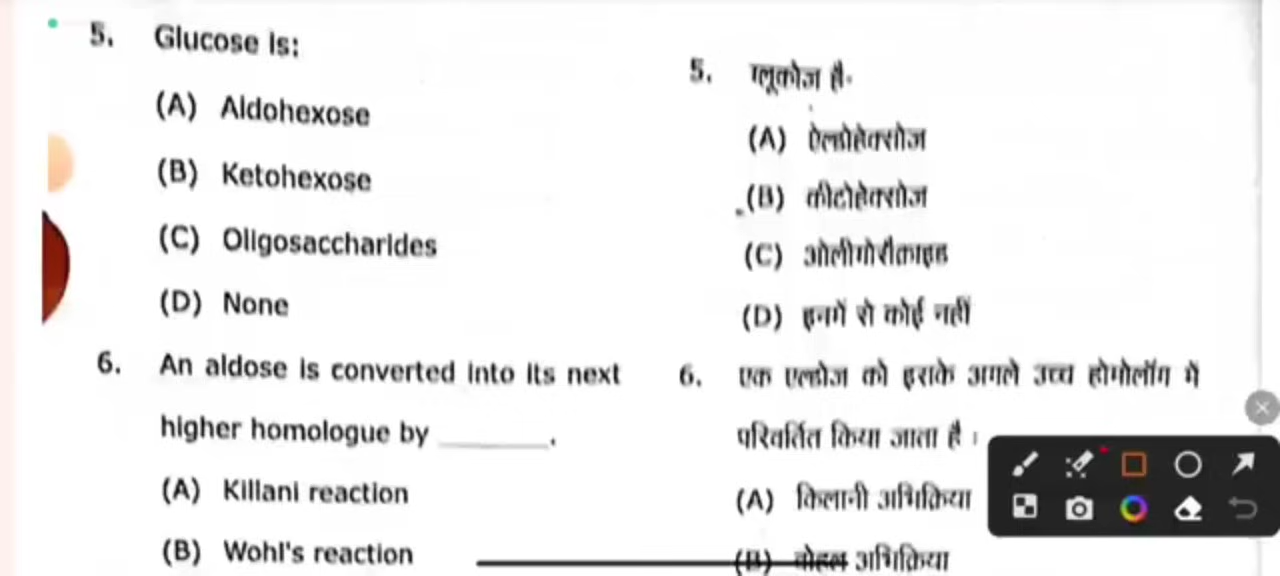 5. Glucose is:
(A) Aldohexose
(B) Ketohexose
(C) Oligosaccharides
(D) None
6. An aldose is converted into its next
higher homologue by ______.
(A) Killani reaction
(B) Wohl's reaction
5. ग्लूकोज है-
(A) ऐल्डोहेक्सोज
(B) कीटोहेक्सोज
(C) ओलीगोसैक्राइड
(D) इनमें से कोई नहीं
6. एक एल्डोज को इसके अगले उच्च होमोलॉग में
परिवर्तित किया जाता है ।
(A) किलानी अभिक्रिया
(B) वोहल अभिक्रिया